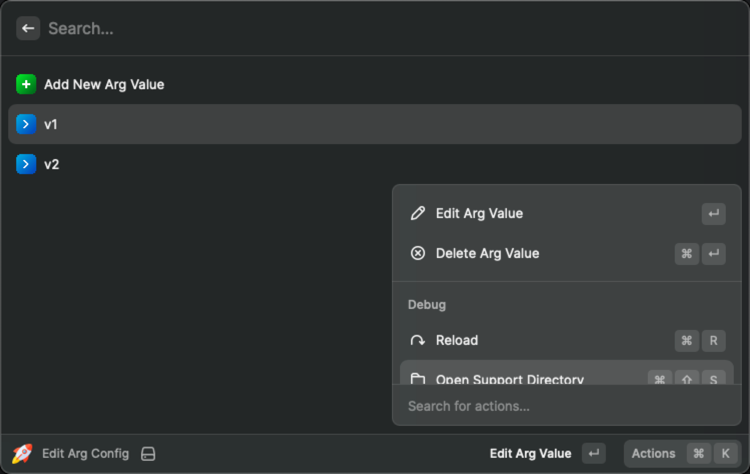 Search...
Add New Arg Value
v1
v2
Edit Arg Value ↵
Delete Arg Value ⌘ ↵
Debug
Reload ⌘ R
Open Support Directory ⌘ ⇧ S
Search for actions...
Edit Arg Config Edit Arg Value ↵ Actions ⌘ K